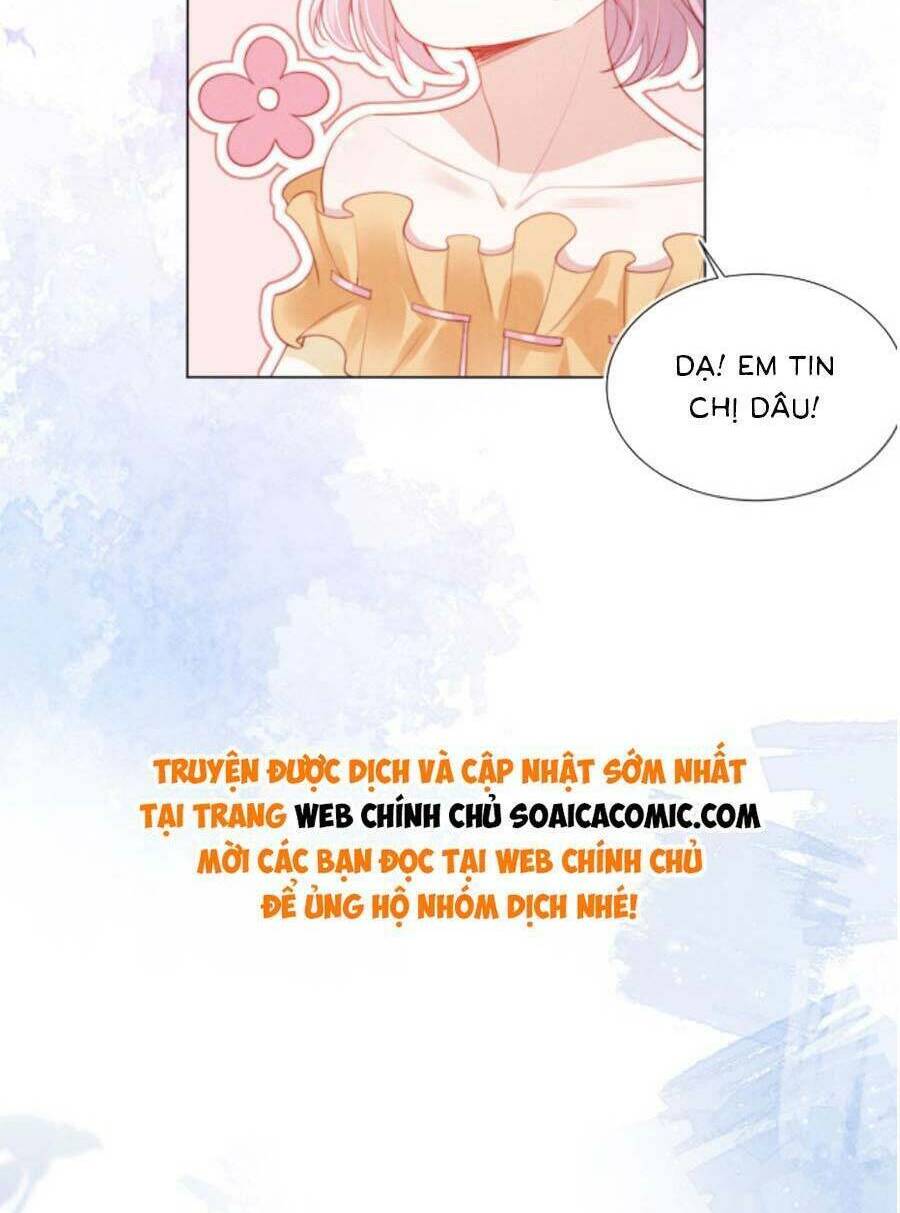 DẠ! EM TIN
CHỊ DÂU!
TRUYỆN ĐƯỢC DỊCH VÀ CẬP NHẬT SỚM NHẤT
TẠI TRANG WEB CHÍNH CHỦ SOAICACOMIC.COM
MỜI CÁC BẠN ĐỌC TẠI WEB CHÍNH CHỦ
ĐỂ ỦNG HỘ NHÓM DỊCH NHÉ!